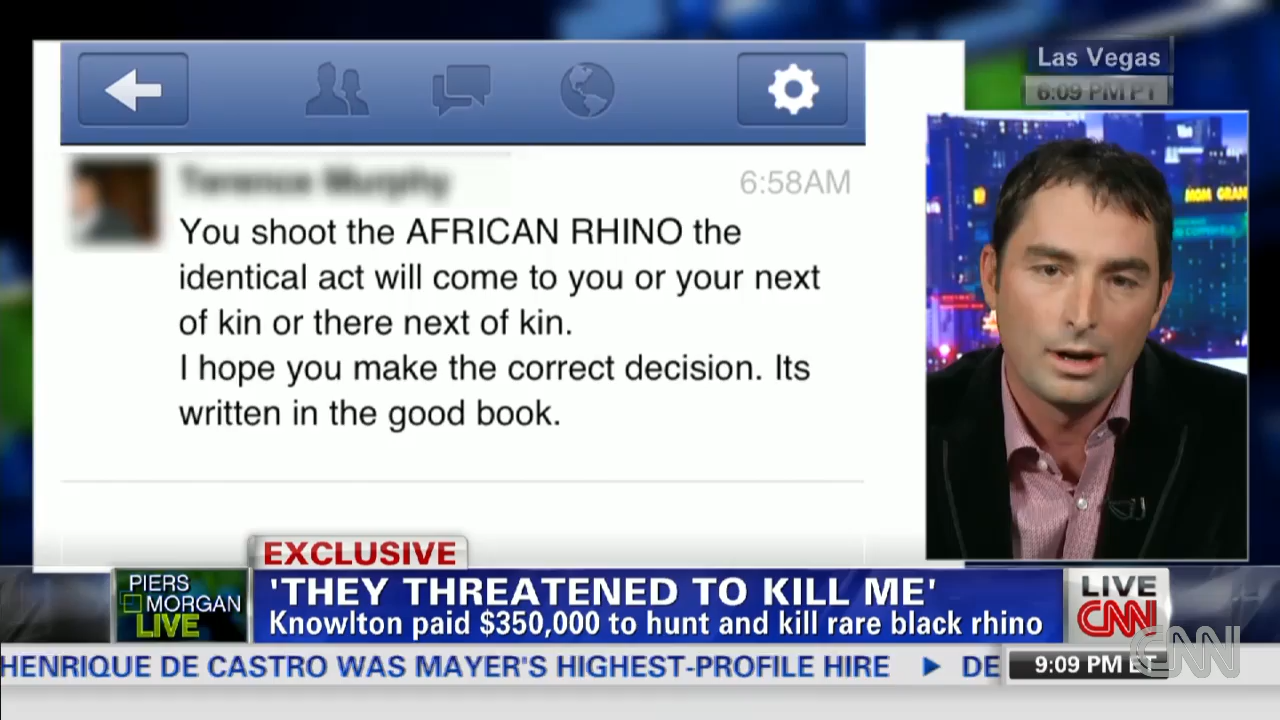 Las Vegas
6:09 PM PT
6:58AM
You shoot the AFRICAN RHINO the
identical act will come to you or your next
of kin or there next of kin.
I hope you make the correct decision. Its
written in the good book.
MGM GRAN
EXCLUSIVE
PIERS
MORGAN
LIVE
'THEY THREATENED TO KILL ME'
Knowlton paid $350,000 to hunt and kill rare black rhino
LIVE
CNN
HENRIQUE DE CASTRO WAS MAYER'S HIGHEST-PROFILE HIRE ▶ DE
9:09 PM ET
CNN